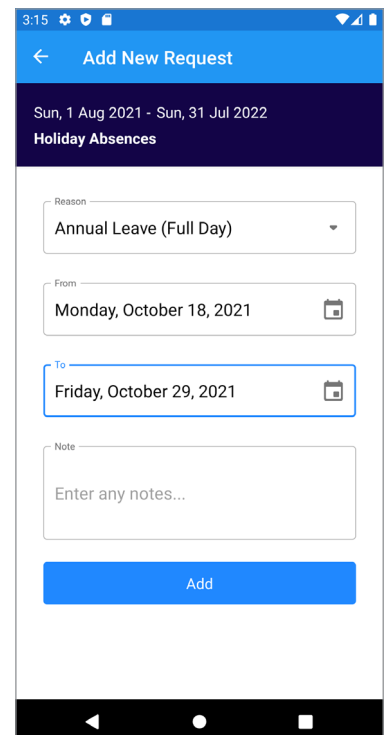 3:15
Add New Request
Sun, 1 Aug 2021 - Sun, 31 Jul 2022
Holiday Absences
Reason
Annual Leave (Full Day)
From
Monday, October 18, 2021
To
Friday, October 29, 2021
Note
Enter any notes...
Add